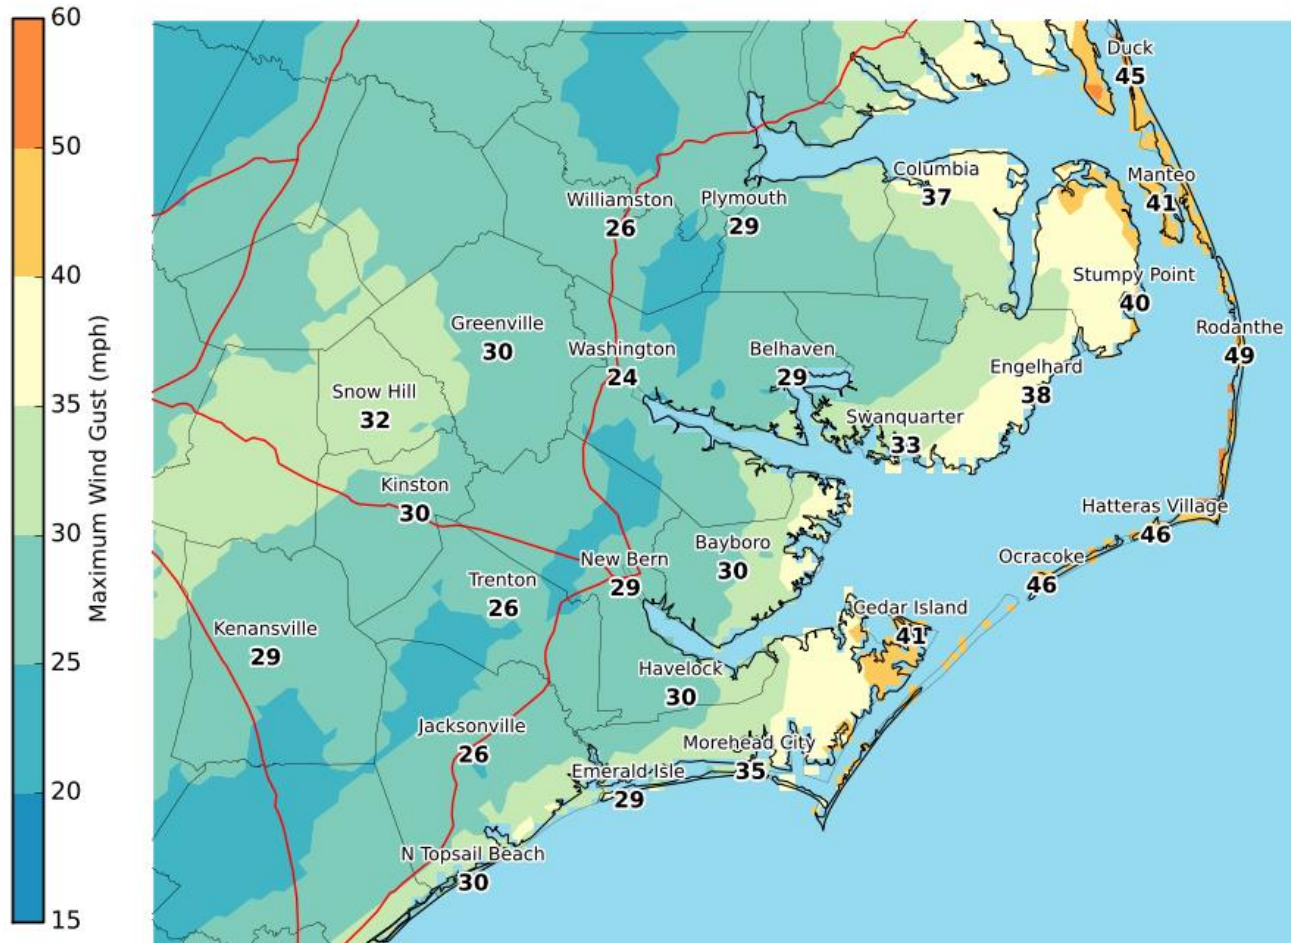 60
50
40
35
30
25
20
15
Maximum Wind Gust (mph)
Duck
45
Columbia
37
Manteo
41
Williamston
26
Plymouth
29
Stumpy Point
40
Greenville
30
Washington
24
Belhaven
29
Rodanthe
49
Snow Hill
32
Engelhard
38
Swanquarter
33
Kinston
30
Hatteras Village
46
New Bern
29
Bayboro
30
Ocracoke
46
Trenton
26
Kenansville
29
Cedar Island
41
Havelock
30
Jacksonville
26
Morehead City
35
Emerald Isle
29
N Topsail Beach
30